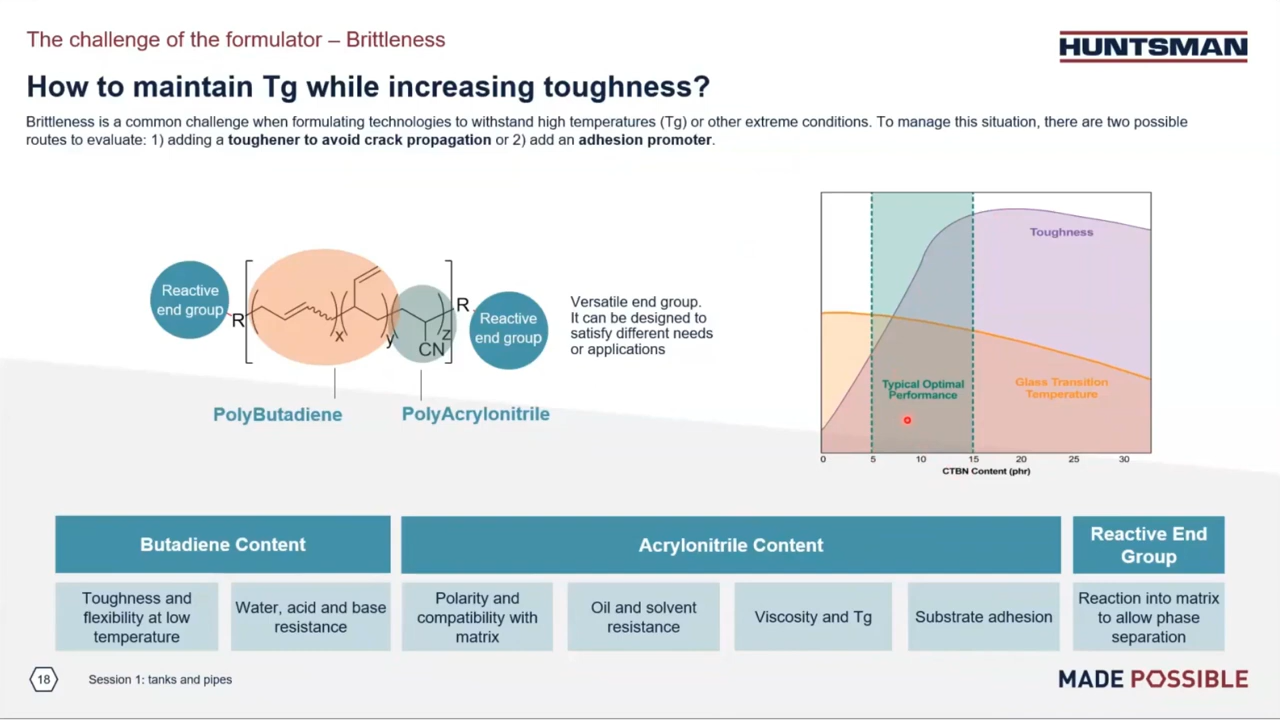 The challenge of the formulator – Brittleness
HUNTSMAN
How to maintain Tg while increasing toughness?
Brittleness is a common challenge when formulating technologies to withstand high temperatures (Tg) or other extreme conditions. To manage this situation, there are two possible
routes to evaluate: 1) adding a toughener to avoid crack propagation or 2) add an adhesion promoter.
Reactive
end group
R
x
y
CN
z
R
Reactive
end group
PolyButadiene
PolyAcrylonitrile
Versatile end group.
It can be designed to
satisfy different needs
or applications
Toughness
Typical Optimal
Performance
Glass Transition
Temperature
0 5 10 15 20 25 30
CTBN Content (phr)
Butadiene Content
Acrylonitrile Content
Reactive End
Group
Toughness and
flexibility at low
temperature
Water, acid and base
resistance
Polarity and
compatibility with
matrix
Oil and solvent
resistance
Viscosity and Tg
Substrate adhesion
Reaction into matrix
to allow phase
separation
18
Session 1: tanks and pipes
MADE POSSIBLE